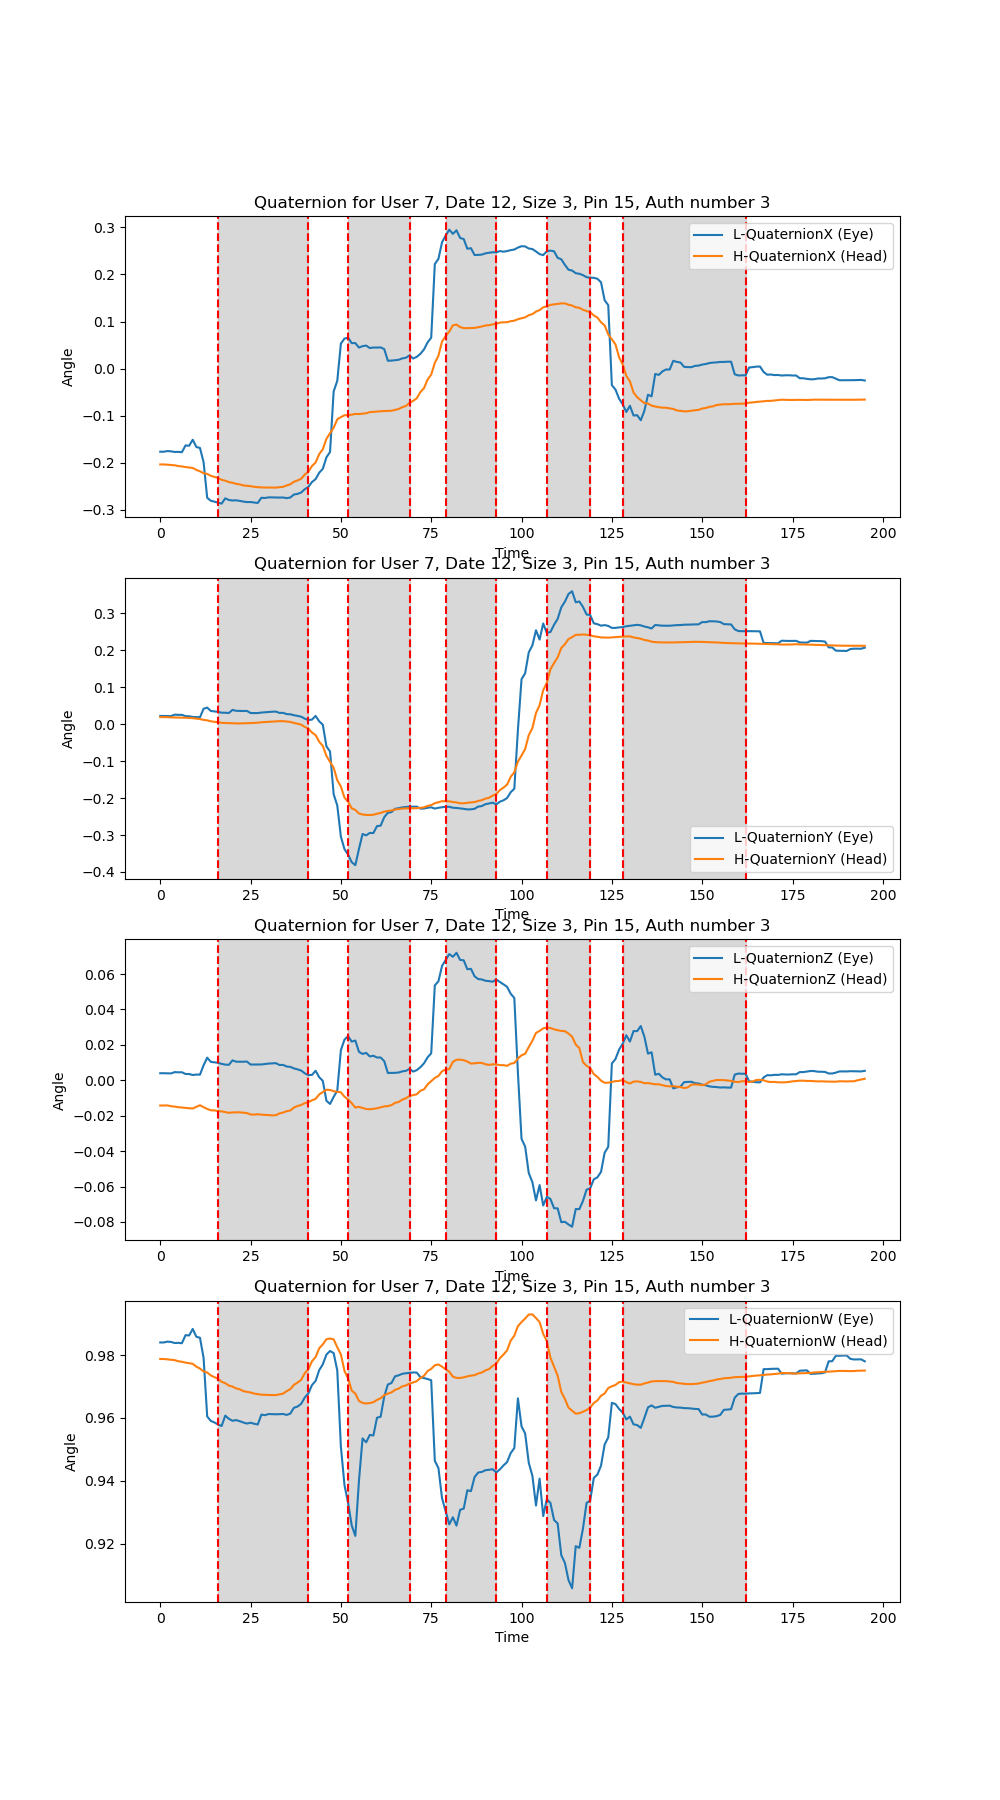 Quaternion for User 7, Date 12, Size 3, Pin 15, Auth number 3
L-QuaternionX (Eye)
H-QuaternionX (Head)
Angle
0.3
0.2
0.1
0.0
−0.1
−0.2
−0.3
0 25 50 75 100 125 150 175 200
Time
Quaternion for User 7, Date 12, Size 3, Pin 15, Auth number 3
Angle
0.3
0.2
0.1
0.0
−0.1
−0.2
−0.3
−0.4
L-QuaternionY (Eye)
H-QuaternionY (Head)
0 25 50 75 100 125 150 175 200
Time
Quaternion for User 7, Date 12, Size 3, Pin 15, Auth number 3
L-QuaternionZ (Eye)
H-QuaternionZ (Head)
Angle
0.06
0.04
0.02
0.00
−0.02
−0.04
−0.06
−0.08
0 25 50 75 100 125 150 175 200
Time
Quaternion for User 7, Date 12, Size 3, Pin 15, Auth number 3
L-QuaternionW (Eye)
H-QuaternionW (Head)
Angle
0.98
0.96
0.94
0.92
0 25 50 75 100 125 150 175 200
Time